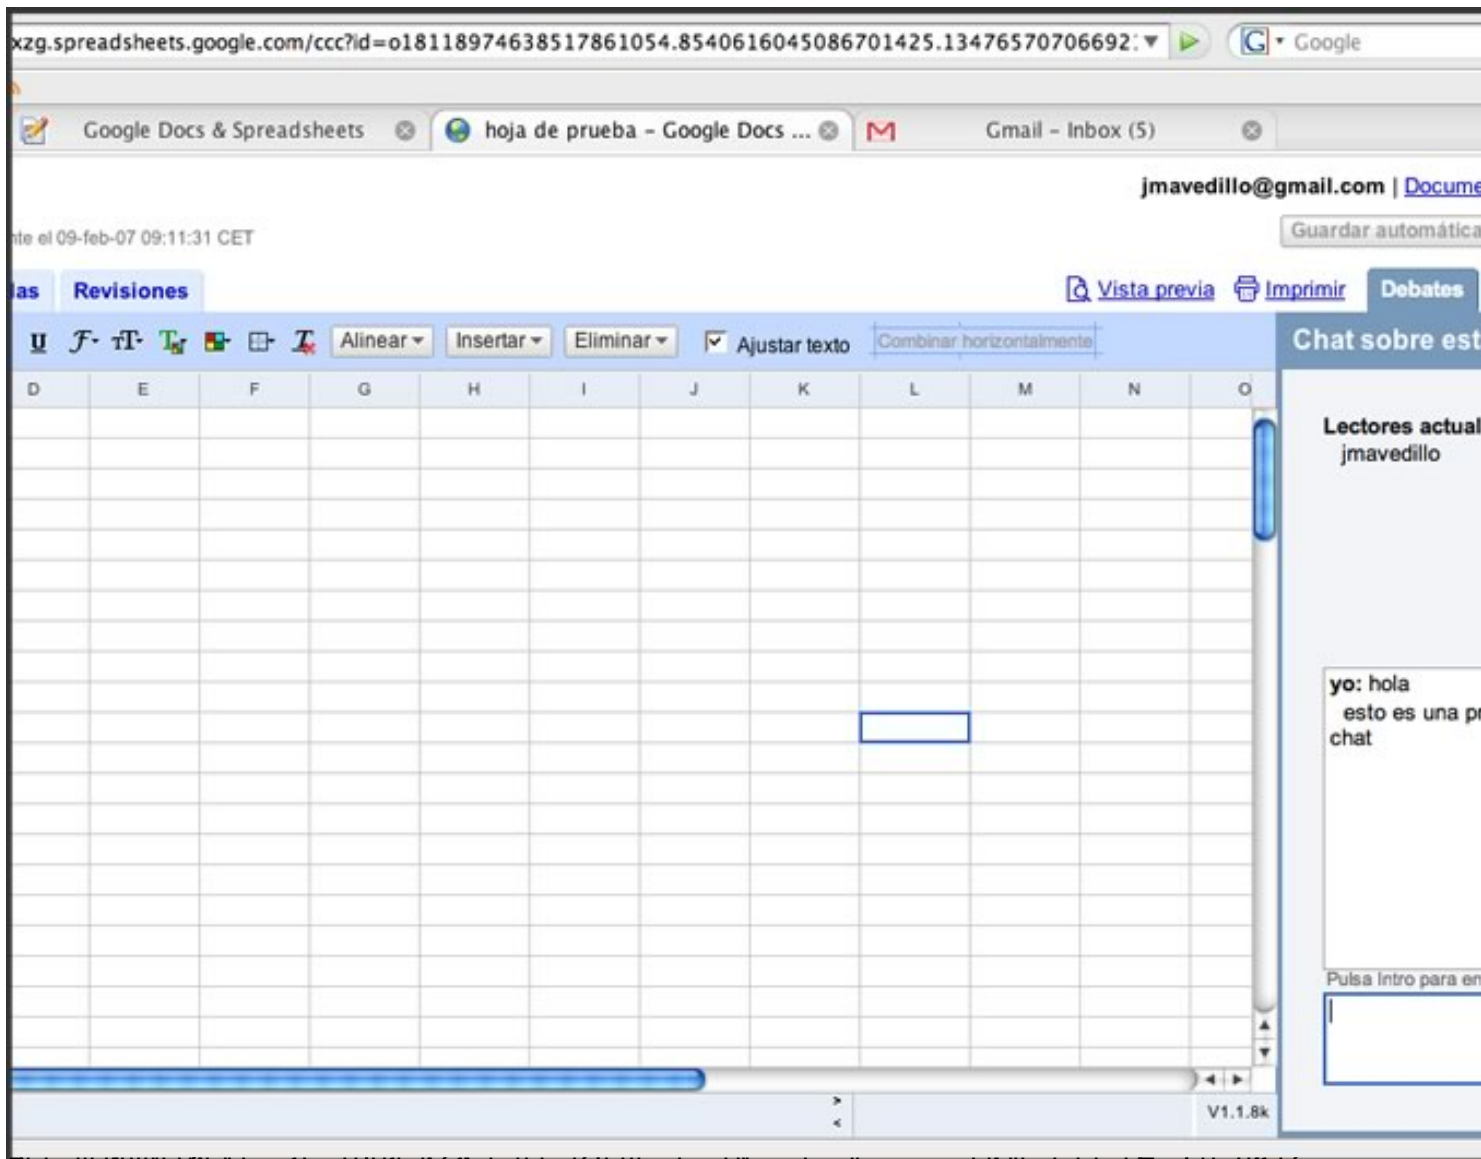 xzg.spreadsheets.google.com/ccc?id=o18118974638517861054.8540616045086701425.13476570706692 Google
Google Docs & Spreadsheets hoja de prueba – Google Docs ... Gmail – Inbox (5)
jmavedillo@gmail.com | Docume
nte el 09-feb-07 09:11:31 CET Guardar automática
las Revisiones Vista previa Imprimir Debates
U F T T T Alinear Insertar Eliminar Ajustar texto Combinar horizontalmente Chat sobre est
D E F G H I J K L M N O
Lectores actual
jmavedillo
yo: hola
esto es una pr
chat
Pulsa Intro para en
V1.1.8k